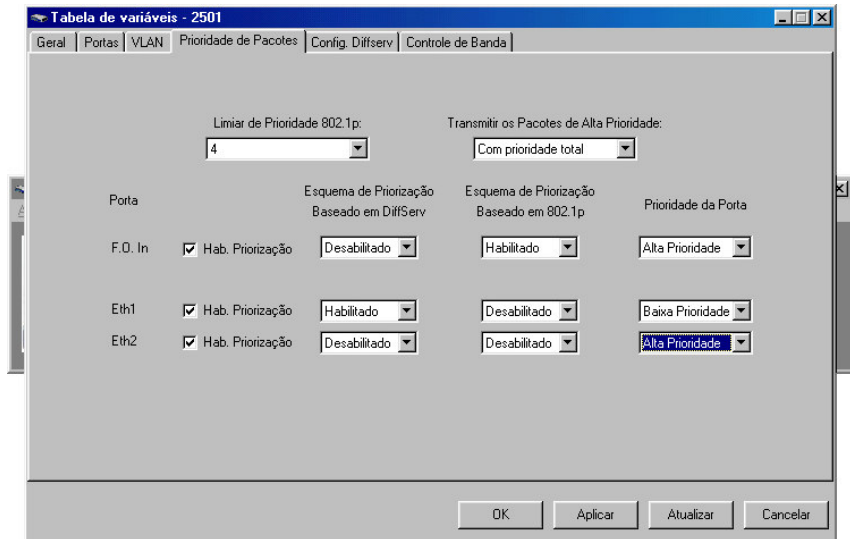 Tabela de variáveis - 2501
Geral Portas VLAN Prioridade de Pacotes Config. Diffserv Controle de Banda
Limiar de Prioridade 802.1p: Transmitir os Pacotes de Alta Prioridade:
4 Com prioridade total
Porta Esquema de Priorização Esquema de Priorização Prioridade da Porta
Baseado em DiffServ Baseado em 802.1p
F.O. In Hab. Priorização Desabilitado Habilitado Alta Prioridade
Eth1 Hab. Priorização Habilitado Desabilitado Baixa Prioridade
Eth2 Hab. Priorização Desabilitado Desabilitado Alta Prioridade
OK Aplicar Atualizar Cancelar